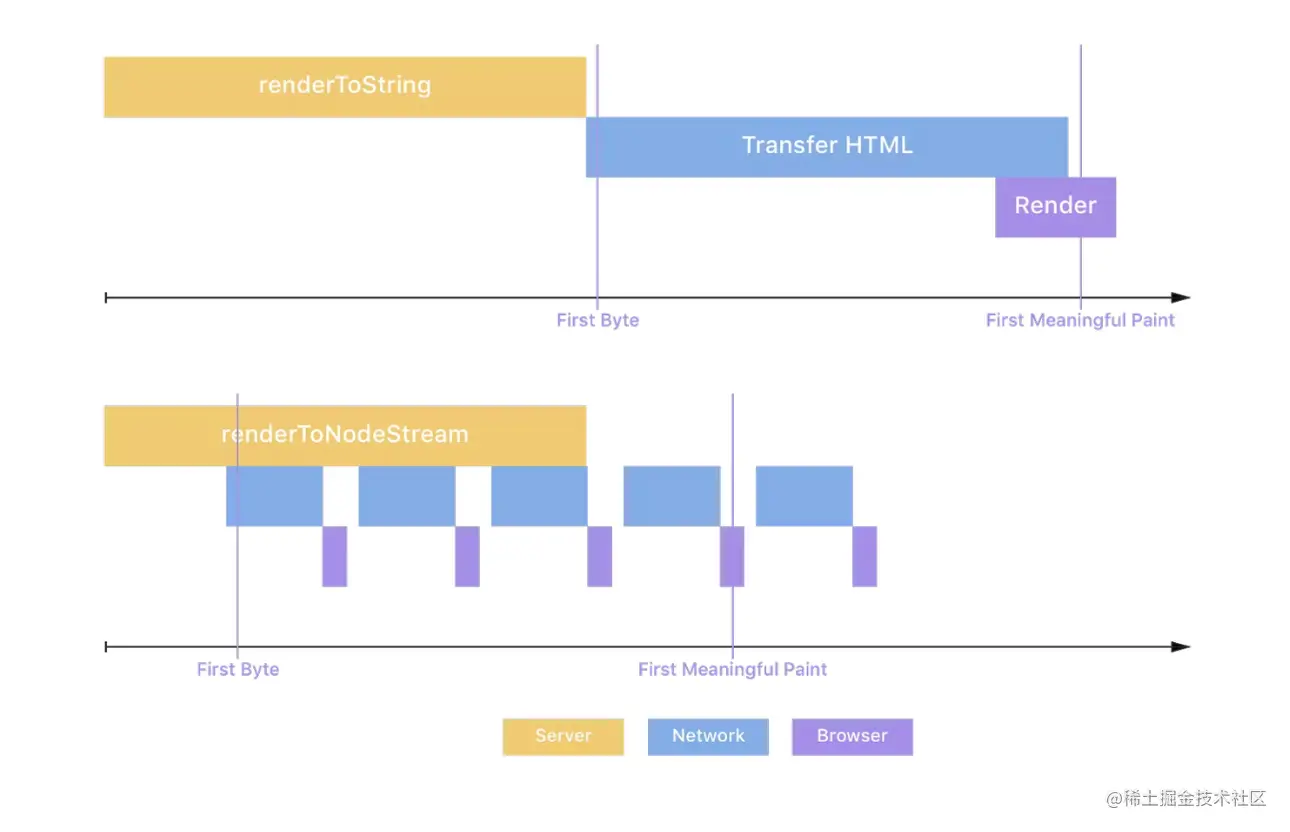 renderToString
Transfer HTML
Render
First Byte
First Meaningful Paint
renderToNodeStream
First Byte
First Meaningful Paint
Server
Network
Browser
@稀土掘金技术社区